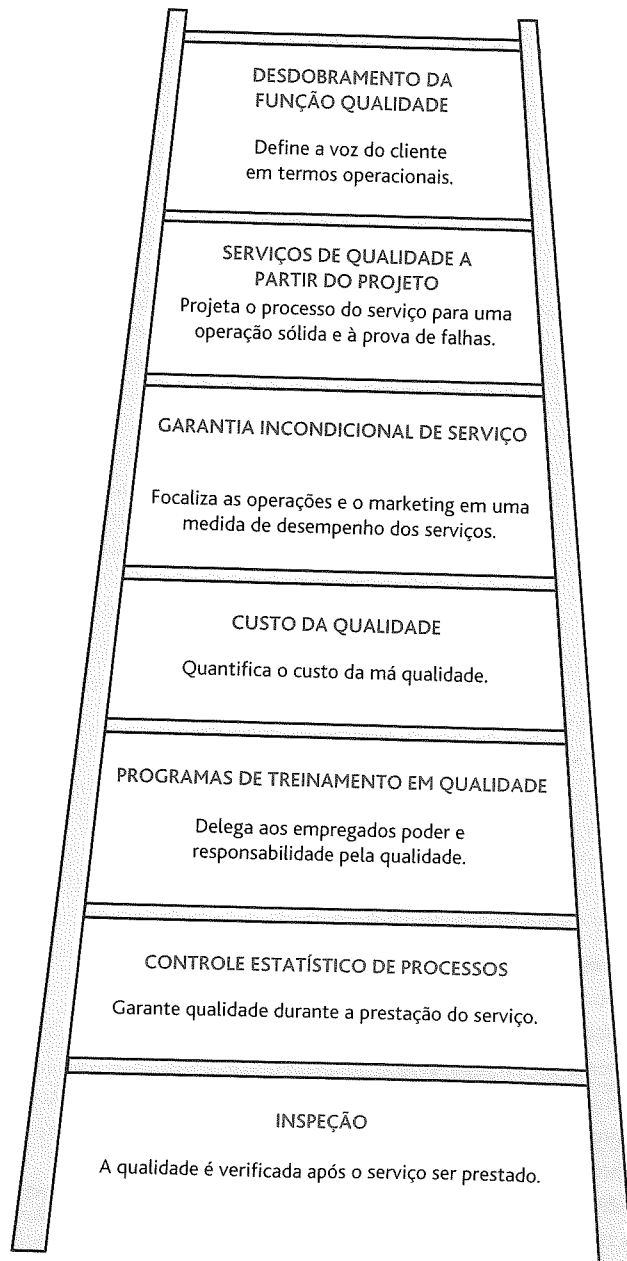 DESDOBRAMENTO DA
FUNÇÃO QUALIDADE
Define a voz do cliente
em termos operacionais.
SERVIÇOS DE QUALIDADE A
PARTIR DO PROJETO
Projeta o processo do serviço para uma
operação sólida e à prova de falhas.
GARANTIA INCONDICIONAL DE SERVIÇO
Focaliza as operações e o marketing em uma
medida de desempenho dos serviços.
CUSTO DA QUALIDADE
Quantifica o custo da má qualidade.
PROGRAMAS DE TREINAMENTO EM QUALIDADE
Delega aos empregados poder e
responsabilidade pela qualidade.
CONTROLE ESTATÍSTICO DE PROCESSOS
Garante qualidade durante a prestação do serviço.
INSPEÇÃO
A qualidade é verificada após o serviço ser prestado.